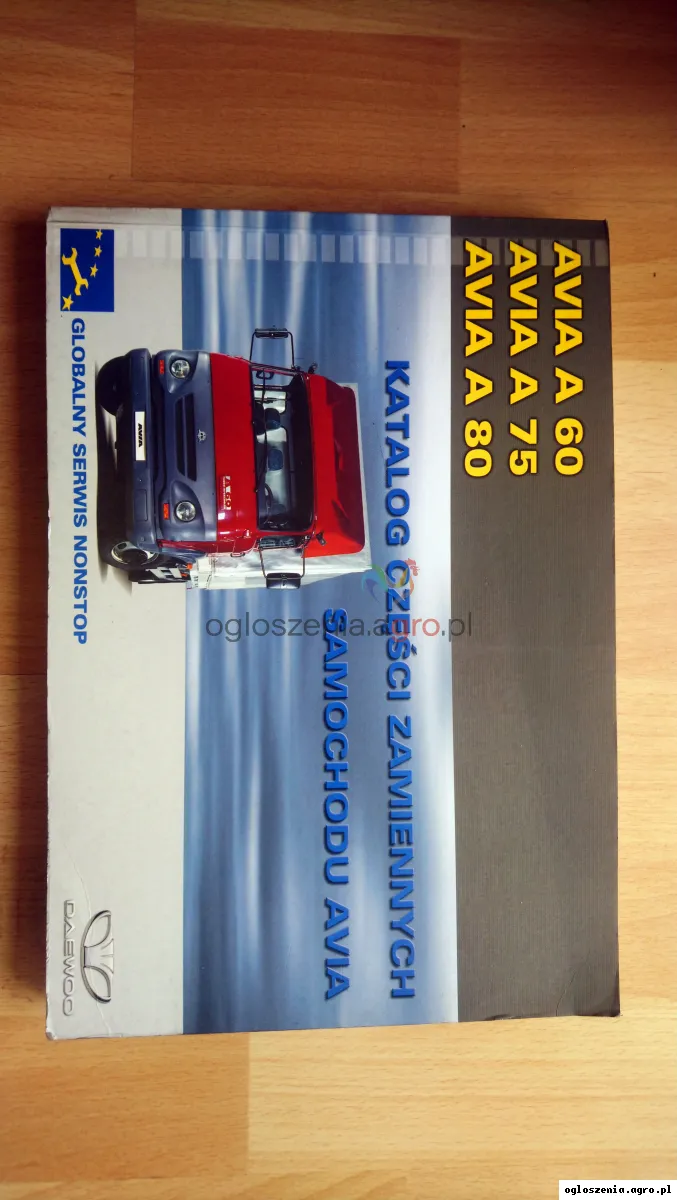 AVIA A 60
AVIA A 75
AVIA A 80
KATALOG CZĘŚCI ZAMIENNYCH
SAMOCHODU AVIA
AVIA
A 60
GLOBALNY SERWIS NONSTOP
DAEWOO
ogloszenia.agro.pl
ogloszenia.agro.pl